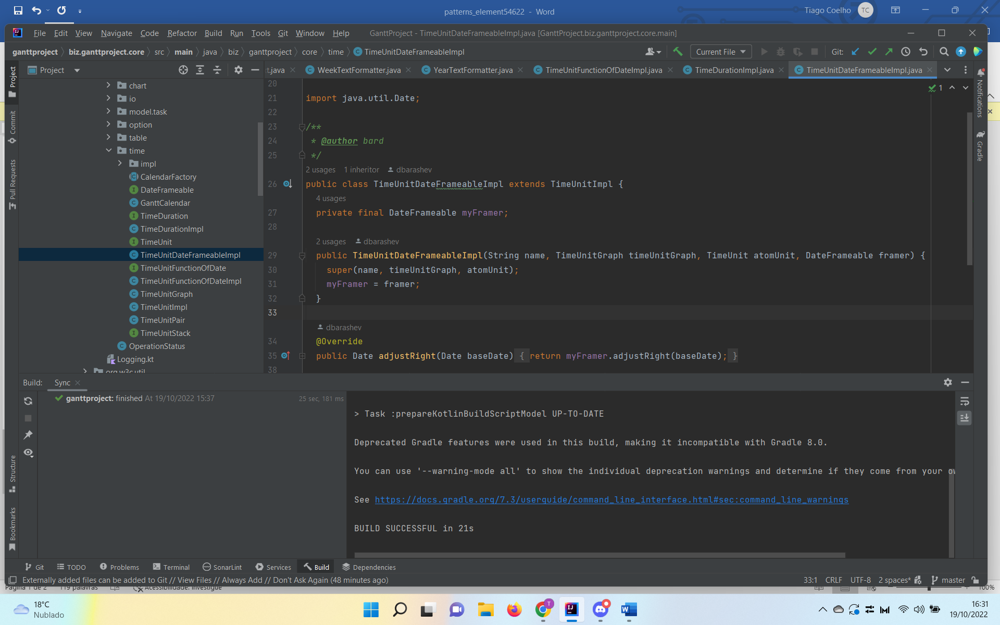 patterns_element54622 - Word
Tiago Coelho TC
File Edit View Navigate Code Refactor Build Run Tools Git Window Help
GanttProject - TimeUnitDateFrameableImpl.java [GanttProject.biz.ganttproject.core.main]
ganttproject biz.ganttproject.core src main java biz ganttproject core time TimeUnitDateFrameableImpl
Current File Git:
Project
t.java WeekTextFormatter.java YearTextFormatter.java TimeUnitFunctionOfDateImpl.java TimeDurationImpl.java TimeUnitDateFrameableImpl.java
Project
Commit
Pull Requests
Structure
Bookmarks
Notifications
Gradle
chart
io
model.task
option
table
time
impl
CalendarFactory
DateFrameable
GanttCalendar
TimeDuration
TimeDurationImpl
TimeUnit
TimeUnitDateFrameableImpl
TimeUnitFunctionOfDate
TimeUnitFunctionOfDateImpl
TimeUnitGraph
TimeUnitImpl
TimeUnitPair
TimeUnitStack
OperationStatus
Logging.kt
org.w3c.util
1
20
21 import java.util.Date;
22
23 /**
24 * @author bard
25 */
2 usages 1 inheritor dbarashev
26 public class TimeUnitDateFrameableImpl extends TimeUnitImpl {
4 usages
27 private final DateFrameable myFramer;
28
2 usages dbarashev
29 public TimeUnitDateFrameableImpl(String name, TimeUnitGraph timeUnitGraph, TimeUnit atomUnit, DateFrameable framer) {
30 super(name, timeUnitGraph, atomUnit);
31 myFramer = framer;
32 }
33
dbarashev
34 @Override
35 public Date adjustRight(Date baseDate) { return myFramer.adjustRight(baseDate); }
38
Build: Sync
ganttproject: finished At 19/10/2022 15:37 25 sec, 181 ms
> Task :prepareKotlinBuildScriptModel UP-TO-DATE
Deprecated Gradle features were used in this build, making it incompatible with Gradle 8.0.
You can use '--warning-mode all' to show the individual deprecation warnings and determine if they come from your ow
See https://docs.gradle.org/7.3/userguide/command_line_interface.html#sec:command_line_warnings
BUILD SUCCESSFUL in 21s
Git TODO Problems Terminal SonarLint Services Build Dependencies
Externally added files can be added to Git // View Files // Always Add // Don't Ask Again (48 minutes ago)
33:1 CRLF UTF-8 2 spaces* master
Página 1 de 2 119 palavras Acessibilidade: investigue 100%
18°C
Nublado
16:31
19/10/2022